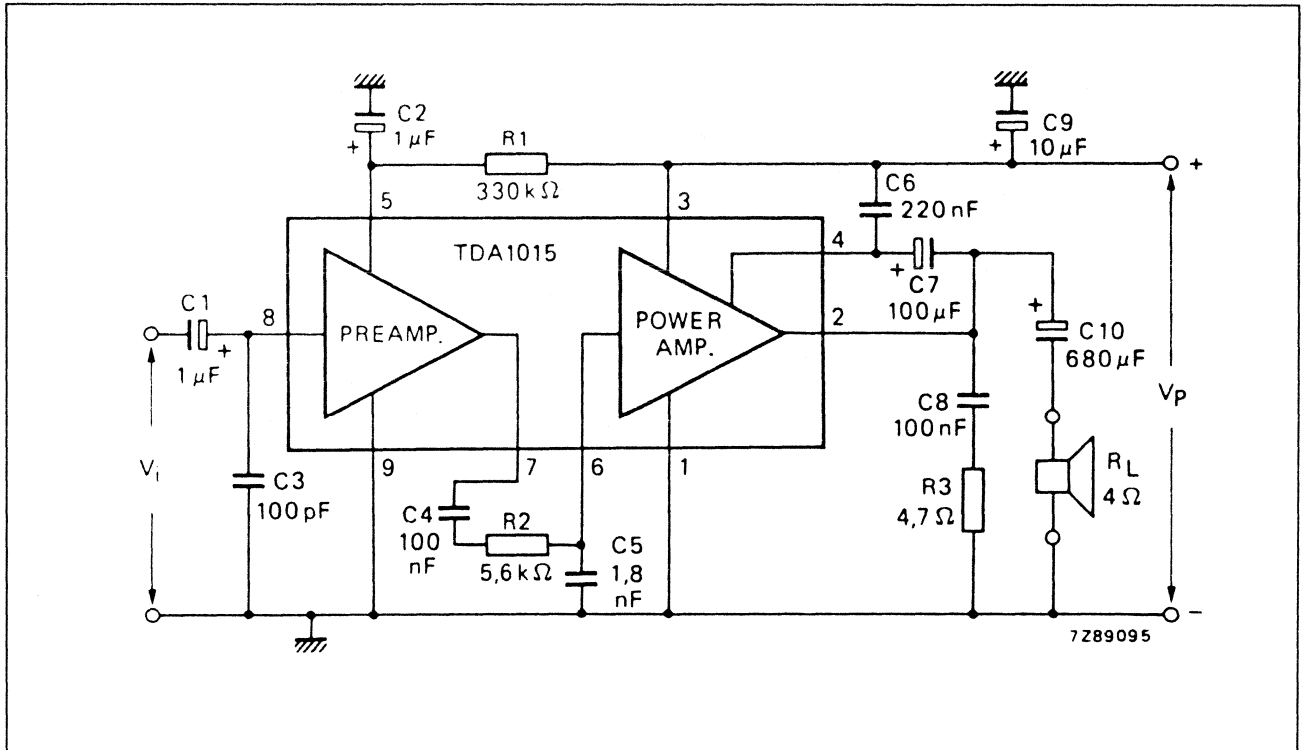 C2
1 µF
+
R1
330 kΩ
+
C9
10 µF
+
5
3
C6
220 nF
TDA1015
4
+
C7
100 µF
C1
8
+
1 µF
PREAMP.
POWER
AMP.
2
+
C10
680 µF
C8
100 nF
Vp
Vi
C3
100 pF
9
7
6
1
C4
100
nF
R2
5,6 kΩ
C5
1,8
nF
R3
4,7 Ω
RL
4 Ω
−
7Z89095